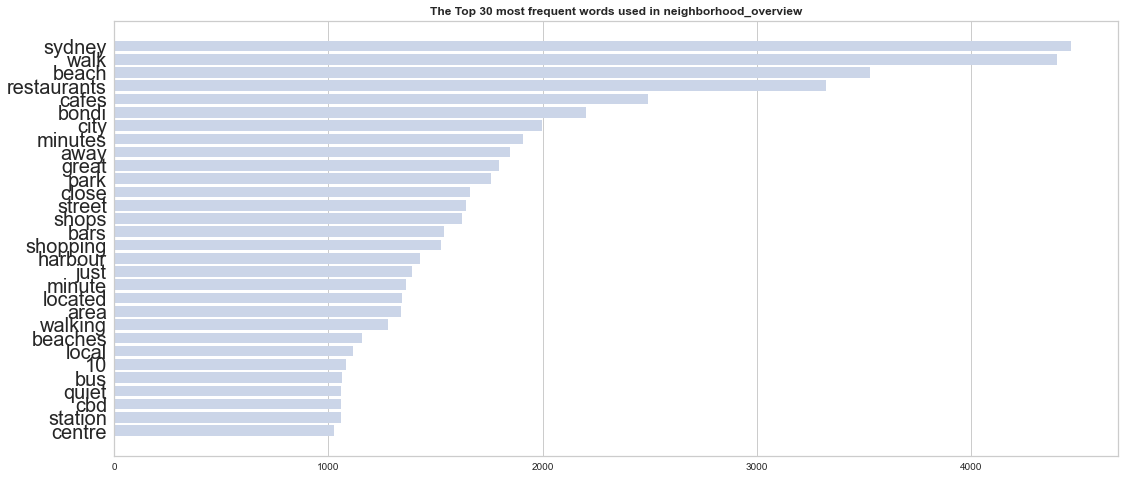 The Top 30 most frequent words used in neighborhood_overview
sydney
walk
beach
restaurants
cafes
bondi
city
minutes
away
great
park
close
street
shops
bars
shopping
harbour
just
minute
located
area
walking
beaches
local
10
bus
quiet
cbd
station
centre
0 1000 2000 3000 4000